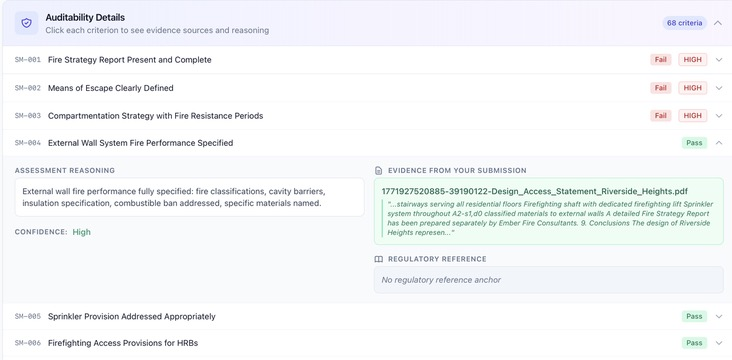 Auditability Details
Click each criterion to see evidence sources and reasoning
68 criteria
SM-001 Fire Strategy Report Present and Complete Fail HIGH
SM-002 Means of Escape Clearly Defined Fail HIGH
SM-003 Compartmentation Strategy with Fire Resistance Periods Fail HIGH
SM-004 External Wall System Fire Performance Specified Pass
ASSESSMENT REASONING
External wall fire performance fully specified: fire classifications, cavity barriers,
insulation specification, combustible ban addressed, specific materials named.
CONFIDENCE: High
EVIDENCE FROM YOUR SUBMISSION
1771927520885-39190122-Design_Access_Statement_Riverside_Heights.pdf
"...stairways serving all residential floors Firefighting shaft with dedicated firefighting lift Sprinkler
system throughout A2-s1,d0 classified materials to external walls A detailed Fire Strategy Report
has been prepared separately by Ember Fire Consultants. 9. Conclusions The design of Riverside
Heights represen..."
REGULATORY REFERENCE
No regulatory reference anchor
SM-005 Sprinkler Provision Addressed Appropriately Pass
SM-006 Firefighting Access Provisions for HRBs Pass